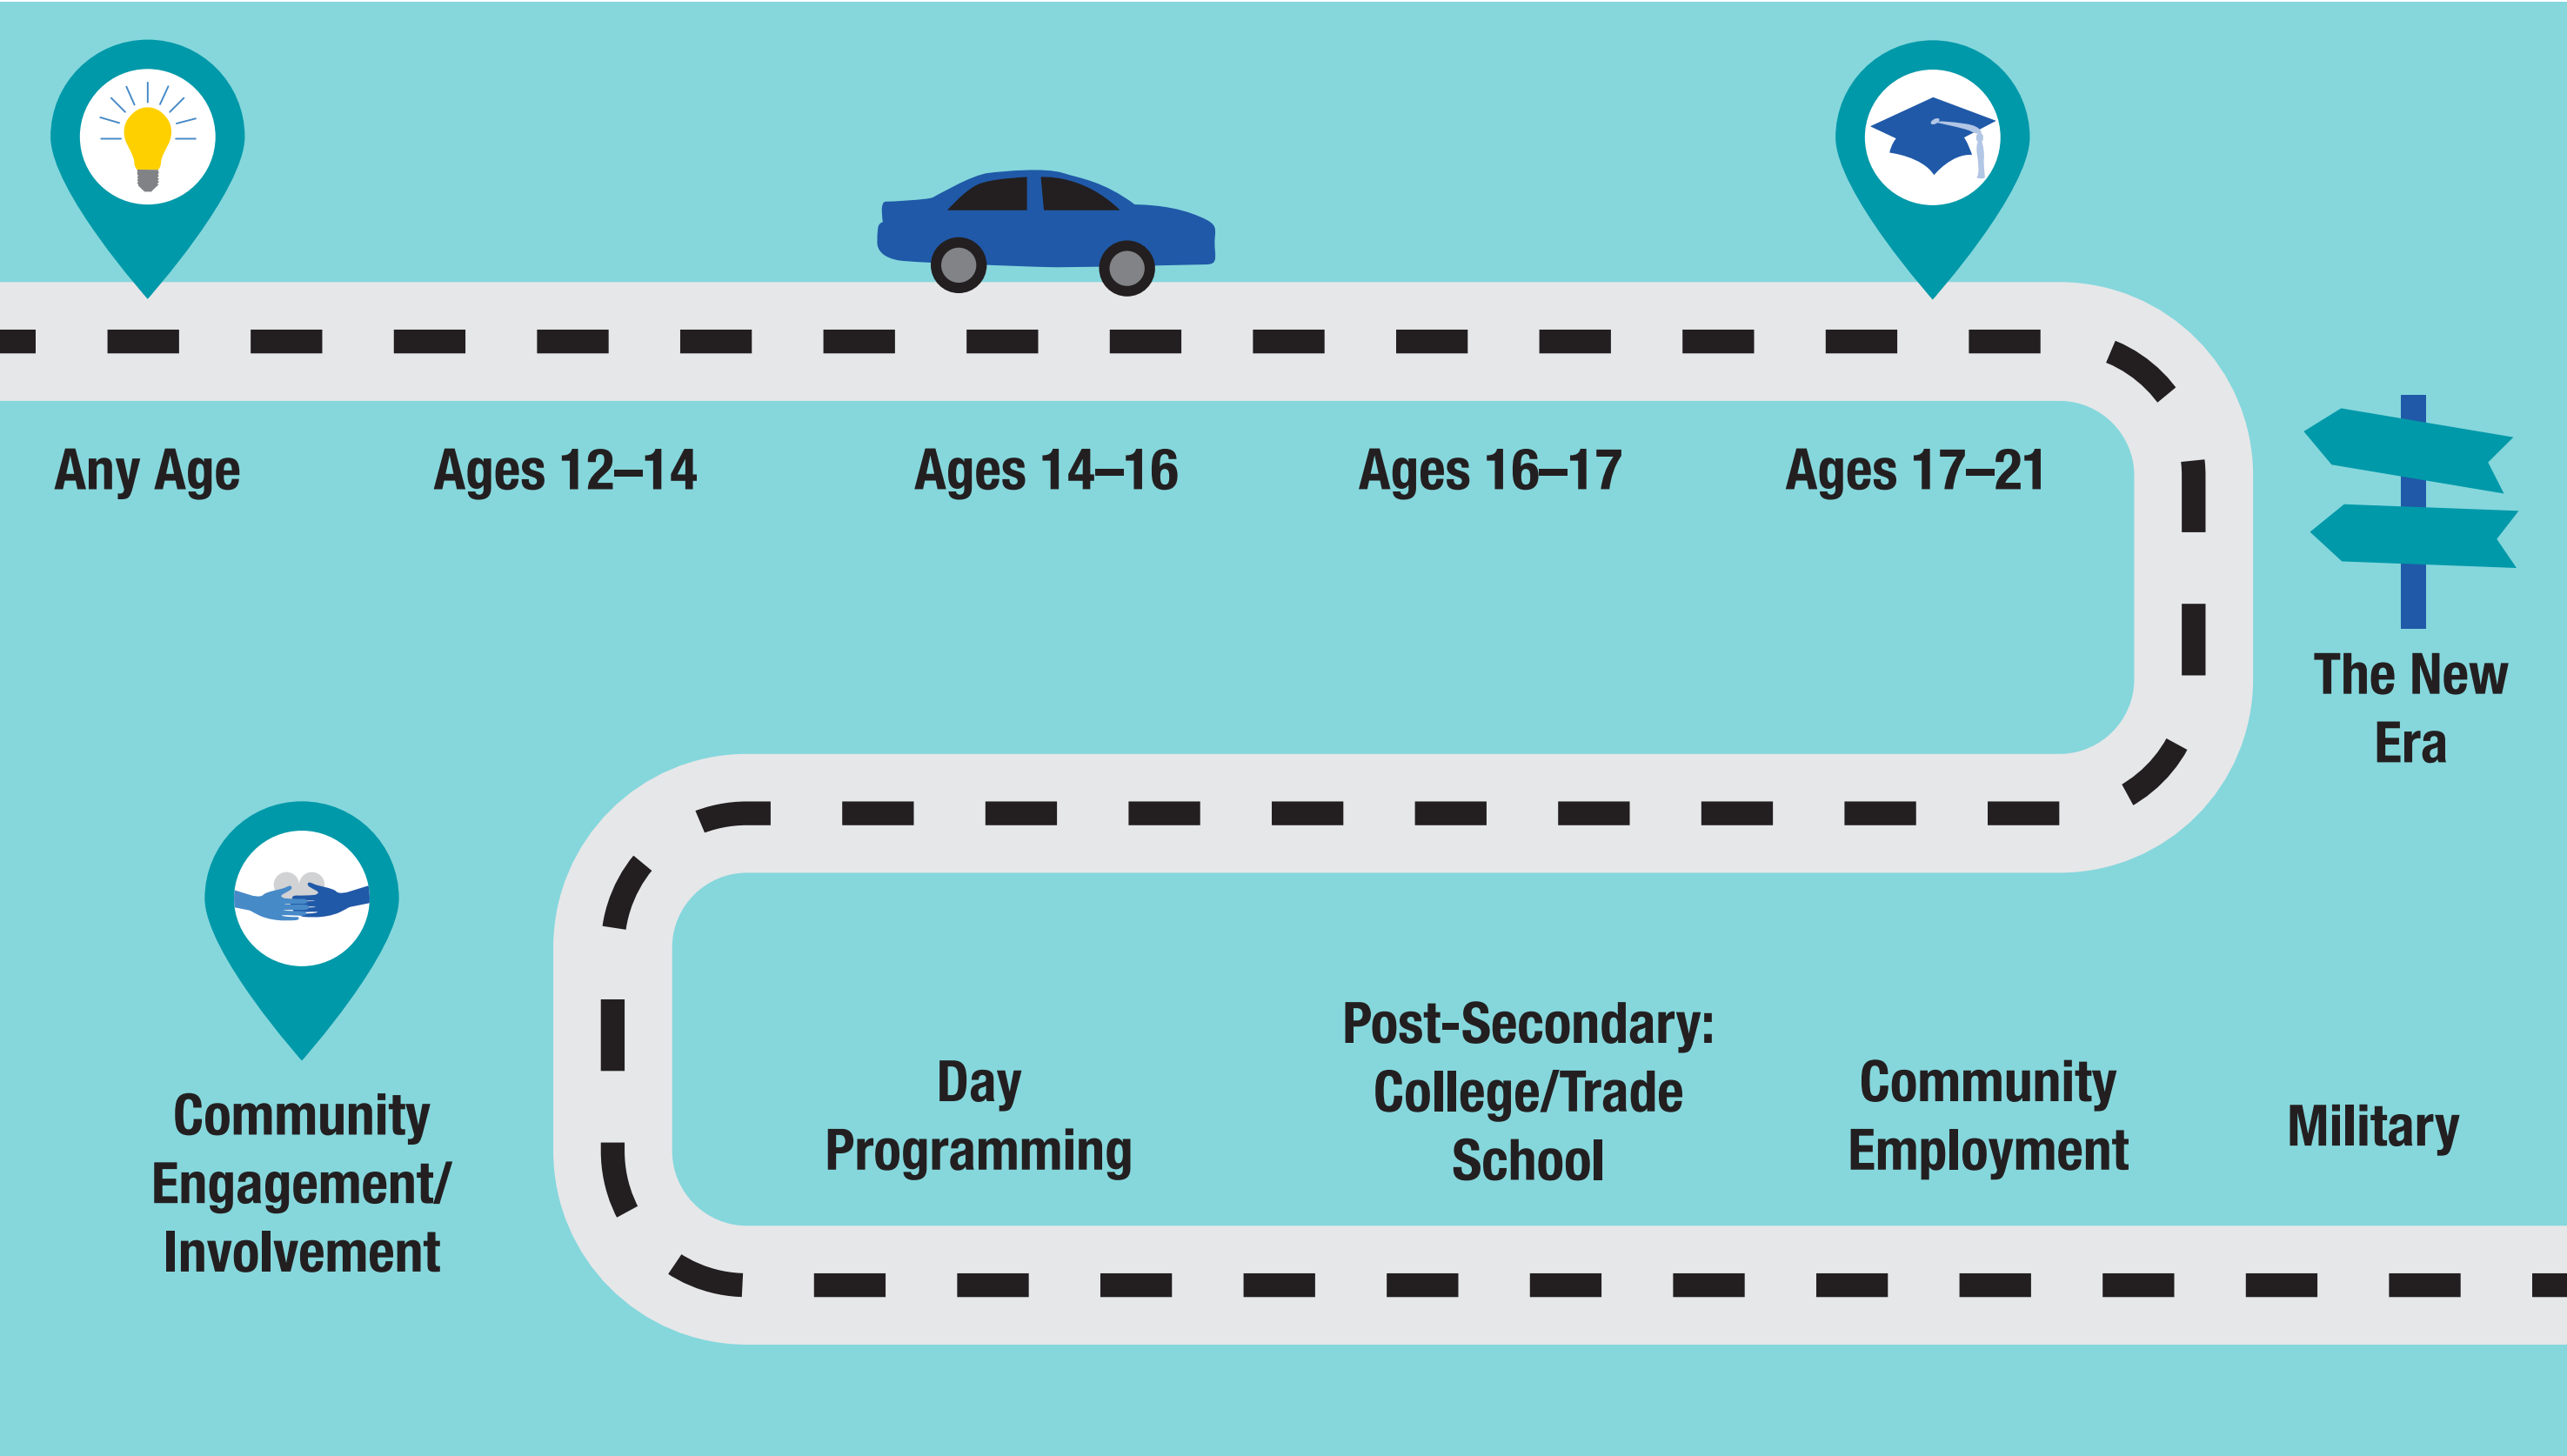 Any Age
Ages 12–14
Ages 14–16
Ages 16–17
Ages 17–21
The New
Era
Community
Engagement/
Involvement
Day
Programming
Post-Secondary:
College/Trade
School
Community
Employment
Military